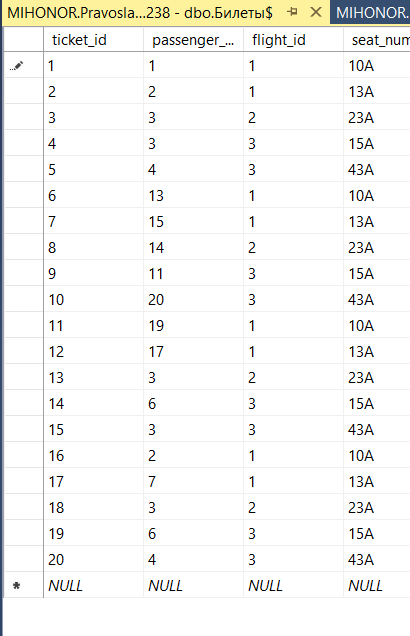 MIHONOR.Pravosla...238 - dbo.Билеты$ MIHONOR.
ticket_id passenger_... flight_id seat_num
1 1 1 10A
2 2 1 13A
3 3 2 23A
4 3 3 15A
5 4 3 43A
6 13 1 10A
7 15 1 13A
8 14 2 23A
9 11 3 15A
10 20 3 43A
11 19 1 10A
12 17 1 13A
13 3 2 23A
14 6 3 15A
15 3 3 43A
16 2 1 10A
17 7 1 13A
18 3 2 23A
19 6 3 15A
20 4 3 43A
NULL NULL NULL NULL